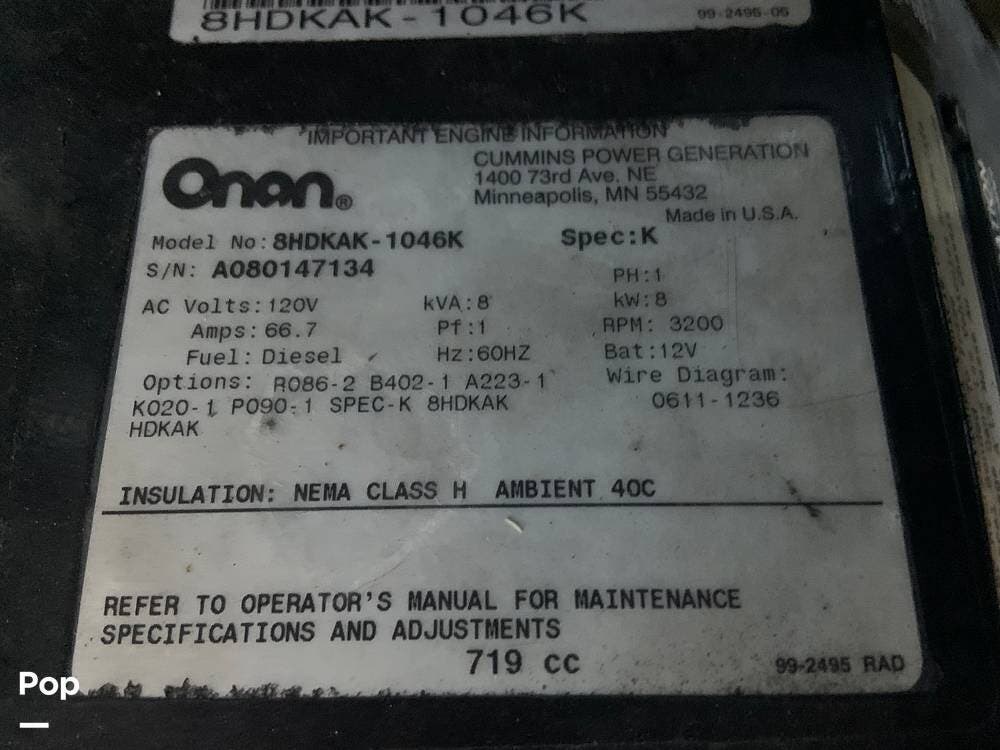 8HDKAK-1046K
99-2495-05
IMPORTANT ENGINE INFORMATION
Onan®
CUMMINS POWER GENERATION
1400 73rd Ave. NE
Minneapolis, MN 55432
Made in U.S.A.
Model No: 8HDKAK-1046K Spec:K
S/N: A080147134 PH:1
AC Volts: 120V kVA:8 kW:8
Amps: 66.7 Pf:1 RPM: 3200
Fuel: Diesel Hz:60HZ Bat:12V
Options: R086-2 B402-1 A223-1 Wire Diagram:
K020-1 P090-1 SPEC-K 8HDKAK 0611-1236
HDKAK
INSULATION: NEMA CLASS H AMBIENT 40C
REFER TO OPERATOR'S MANUAL FOR MAINTENANCE
SPECIFICATIONS AND ADJUSTMENTS
719 cc
99-2495 RAD
Pop